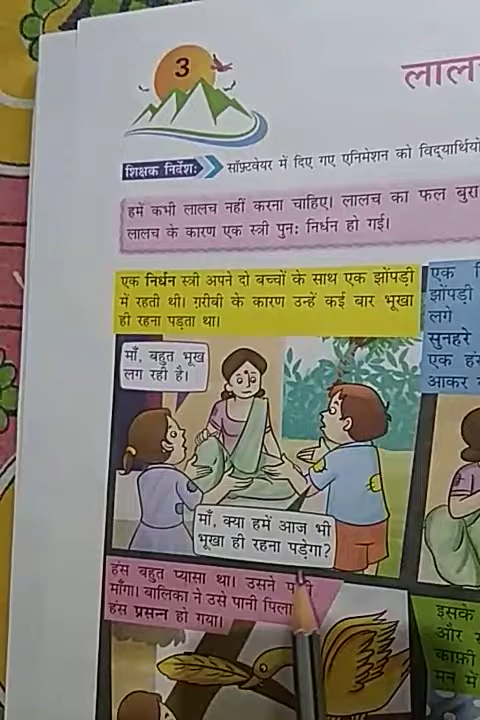 3
शिक्षक निर्देश:
सॉफ़्टवेयर में दिए गए एनिमेशन को विद्यार्थियो
हमें कभी लालच नहीं करना चाहिए। लालच का फल बुरा
लालच के कारण एक स्त्री पुन: निर्धन हो गई।
एक निर्धन स्त्री अपने दो बच्चों के साथ एक झोंपड़ी
में रहती थी। ग़रीबी के कारण उन्हें कई बार भूखा
ही रहना पड़ता था।
माँ, बहुत भूख
लग रही है।
माँ, क्या हमें आज भी
भूखा ही रहना पड़ेगा?
एक
झोंपड़ी
लगे
सुनहरे
एक हंस
आकर
हंस बहुत प्यासा था। उसने
माँगा। बालिका ने उसे पानी पिला
हंस प्रसन्न हो गया।
इसके
और
काफ़ी
मन में